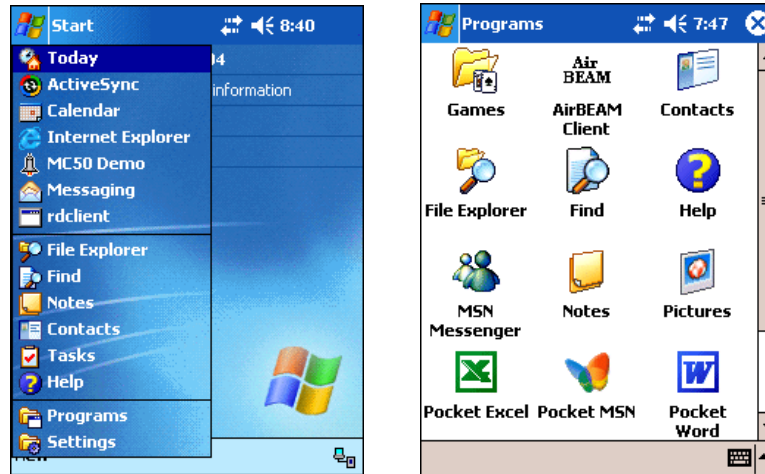 Start 8:40
Today
ActiveSync
Calendar
Internet Explorer
MC50 Demo
Messaging
rdclient
File Explorer
Find
Notes
Contacts
Tasks
Help
Programs
Settings
4
information
Programs 7:47
Air
BEAM
Games AirBEAM Contacts
Client
File Explorer Find Help
MSN Notes Pictures
Messenger
Pocket Excel Pocket MSN Pocket
Word